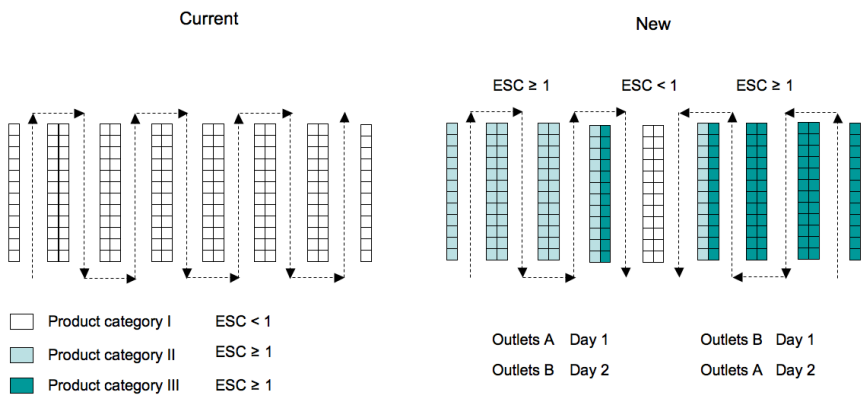 Current
New
ESC ≥ 1 ESC < 1 ESC ≥ 1
Product category I ESC < 1
Product category II ESC ≥ 1
Product category III ESC ≥ 1
Outlets A Day 1
Outlets B Day 2
Outlets B Day 1
Outlets A Day 2